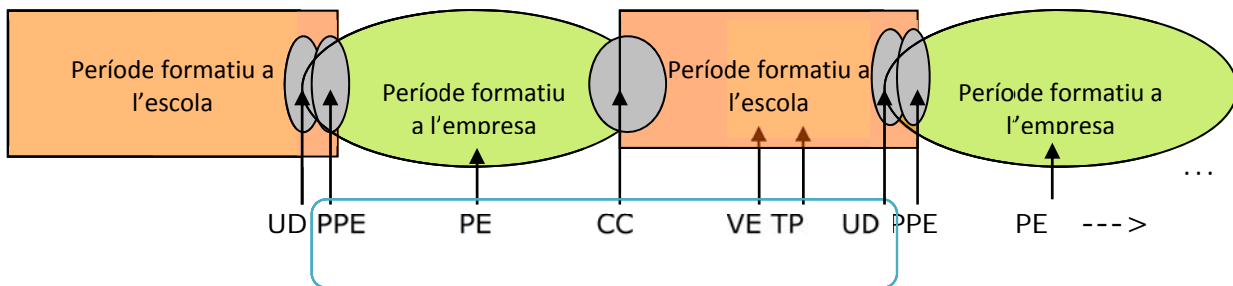 Període formatiu a
l’escola
Període formatiu
a l’empresa
Període formatiu a
l’escola
Període formatiu a
l’empresa
...
UD PPE PE CC VE TP UD PPE PE --->